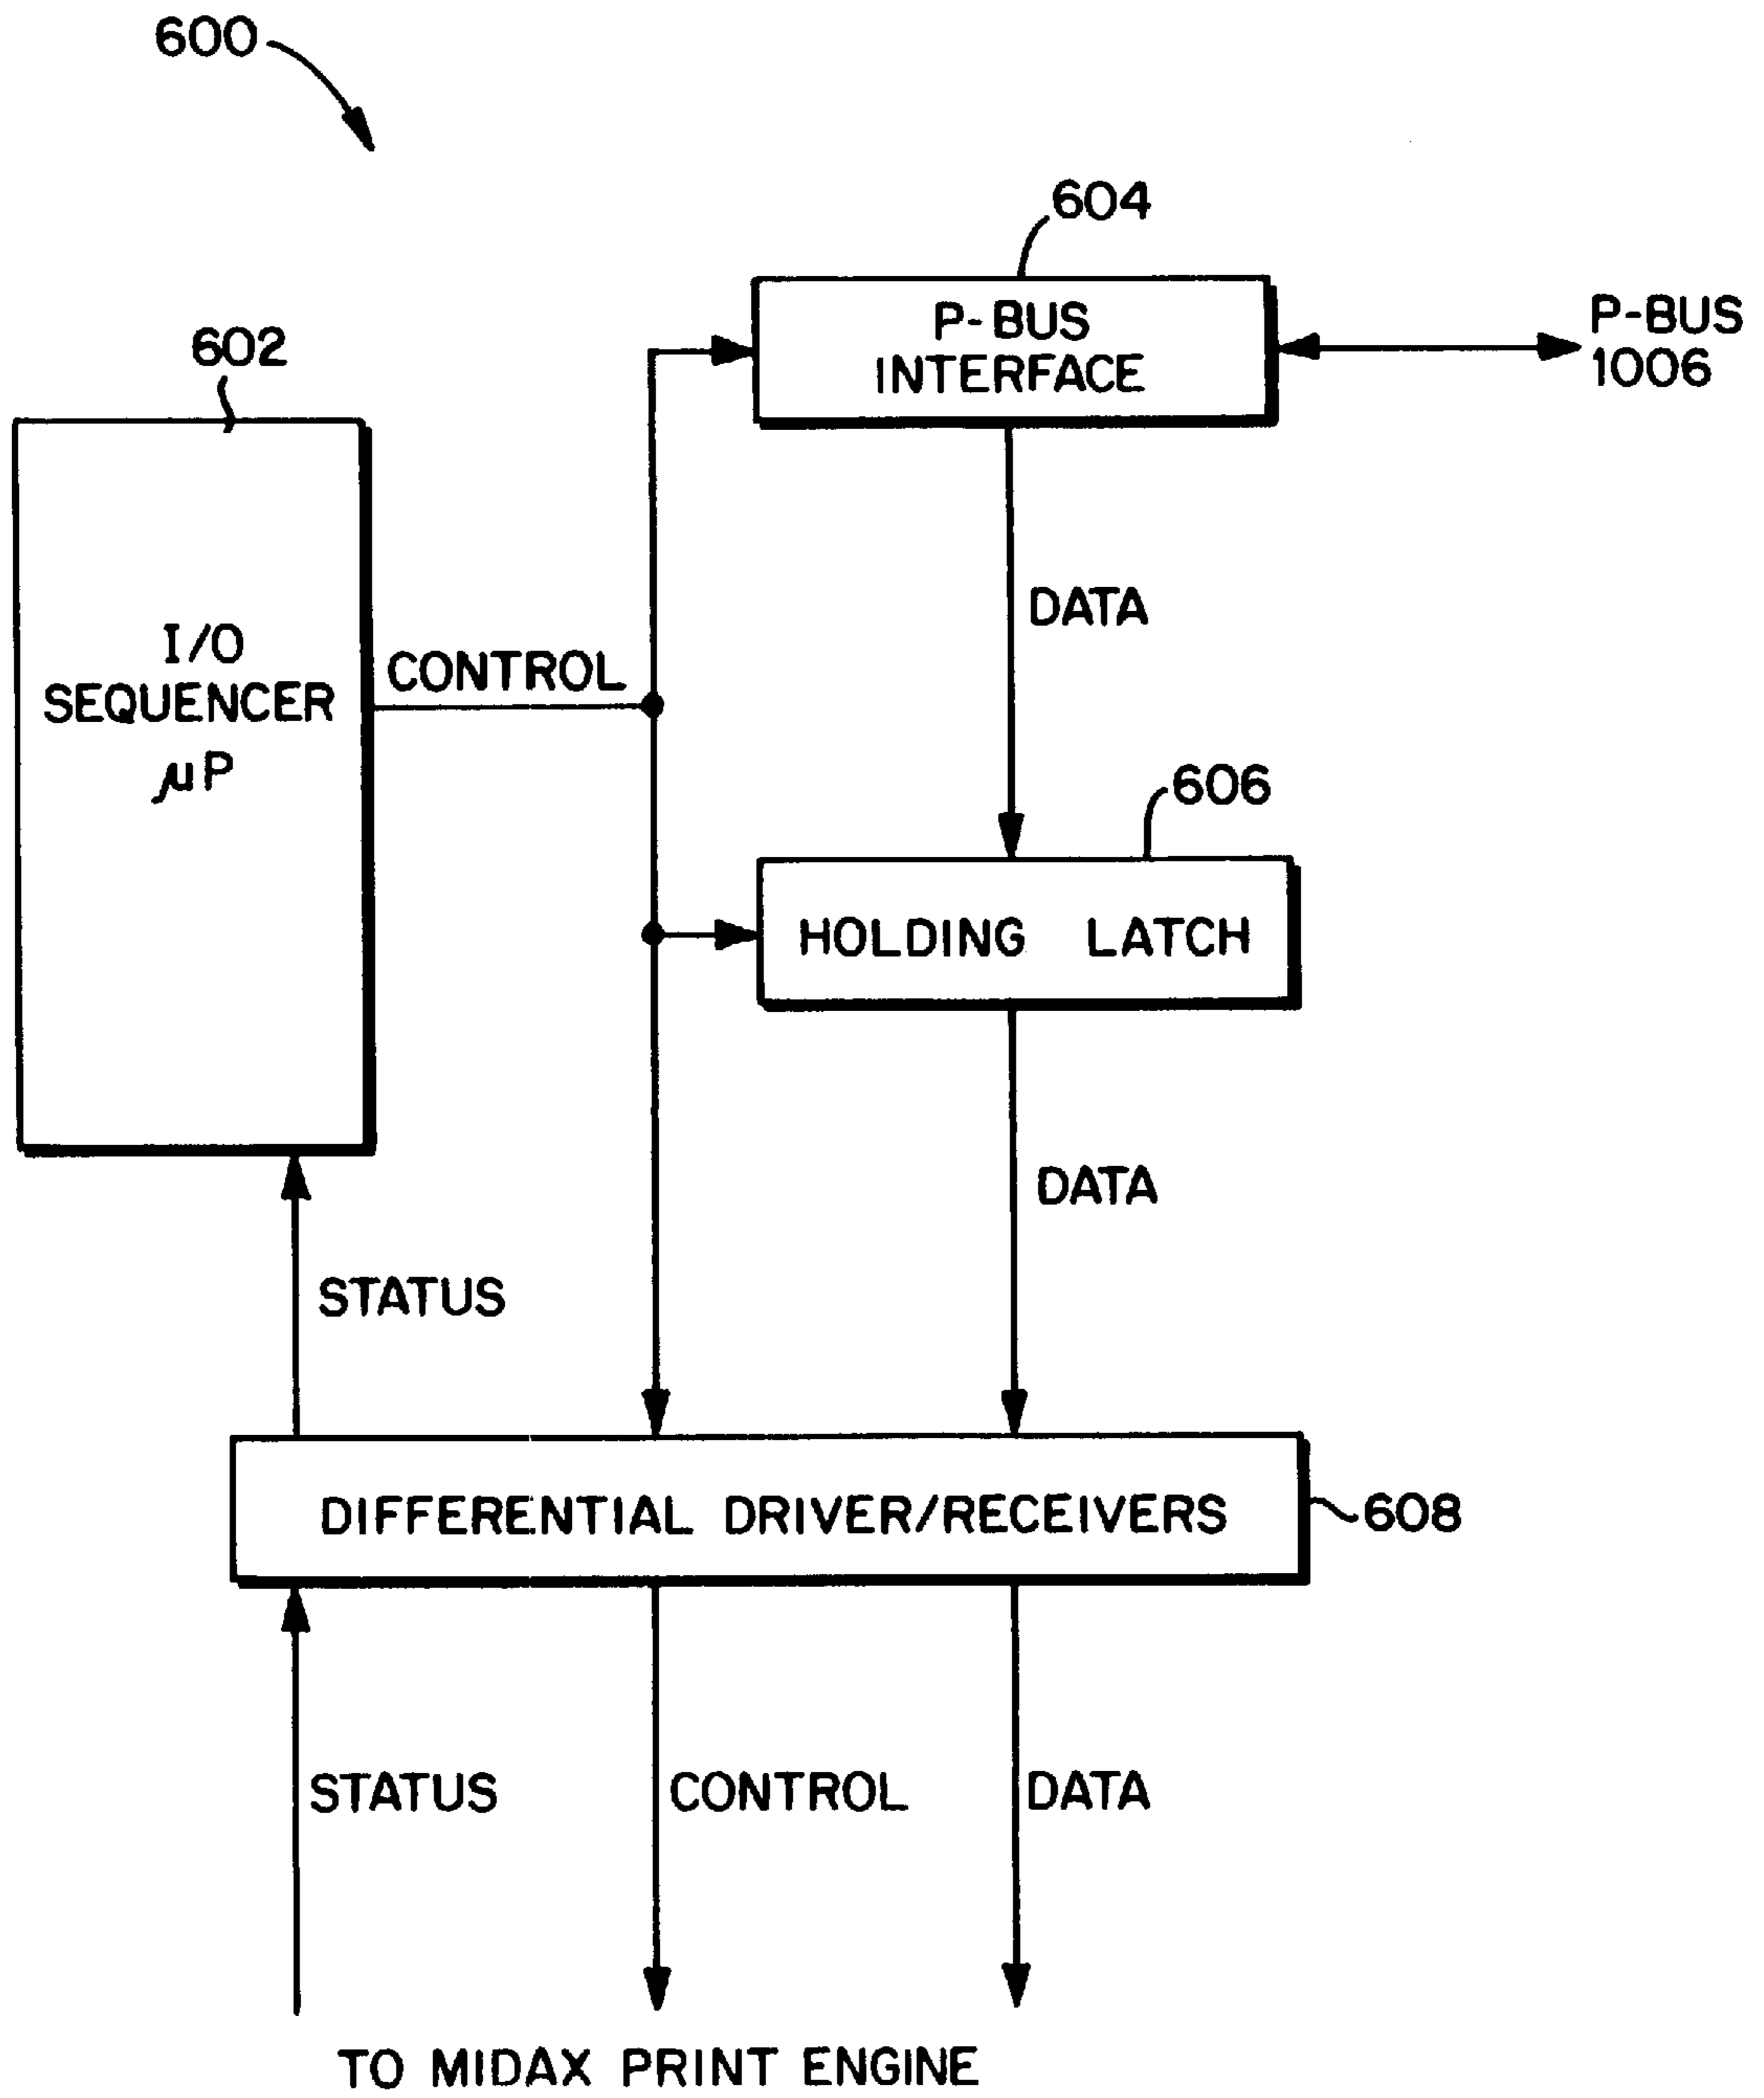 600
604
P-BUS
INTERFACE
P-BUS
1006
602
I/O
SEQUENCER
μP
CONTROL
DATA
606
HOLDING LATCH
DATA
STATUS
DIFFERENTIAL DRIVER/RECEIVERS
608
STATUS
CONTROL
DATA
TO MIDAX PRINT ENGINE